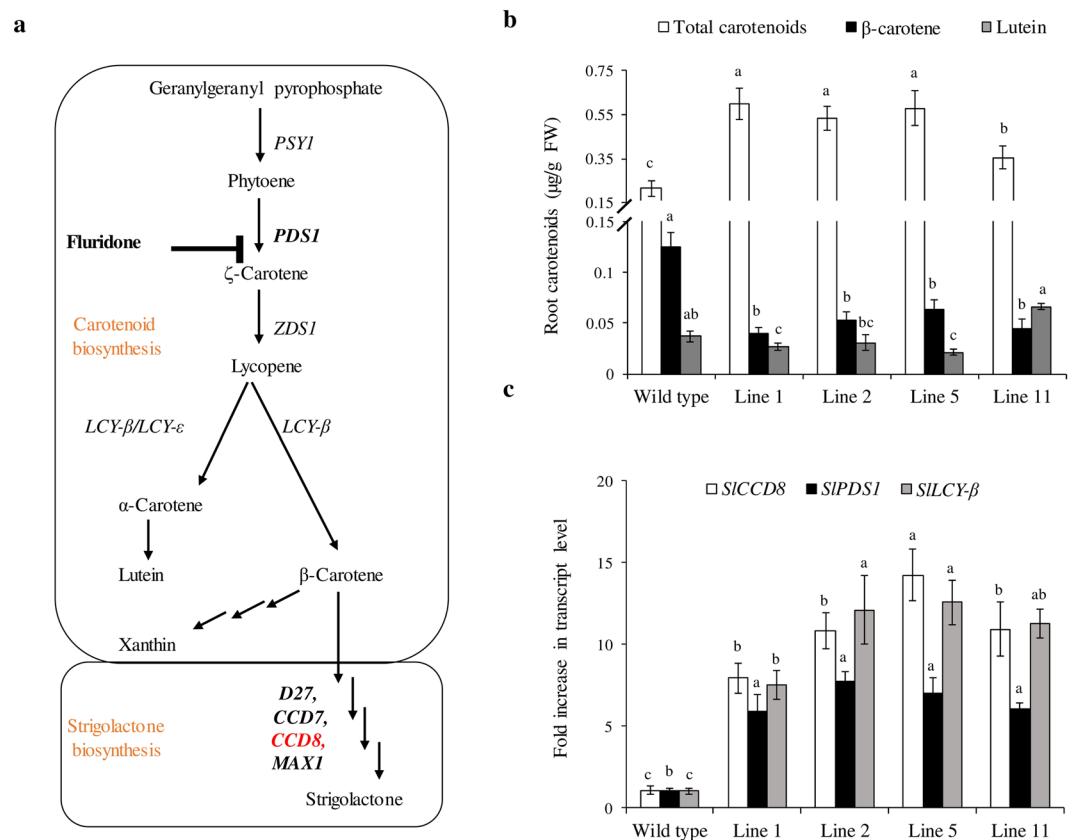 a
Geranylgeranyl pyrophosphate
PSY1
Phytoene
Fluridone
PDS1
ζ-Carotene
Carotenoid
biosynthesis
ZDS1
Lycopene
LCY-β/LCY-ε
LCY-β
α-Carotene
Lutein
β-Carotene
Xanthin
Strigolactone
biosynthesis
D27,
CCD7,
CCD8,
MAX1
Strigolactone
b
Total carotenoids β-carotene Lutein
Root carotenoids (µg/g FW)
0.75
0.55
0.35
0.15
0.15
0.1
0.05
0
c a ab
a b c
a b bc
a b c
b b a
Wild type Line 1 Line 2 Line 5 Line 11
c
SlCCD8 SlPDS1 SlLCY-β
Fold increase in transcript level
20
15
10
5
0
c b c
b a b
b a a
a a a
b a ab
Wild type Line 1 Line 2 Line 5 Line 11